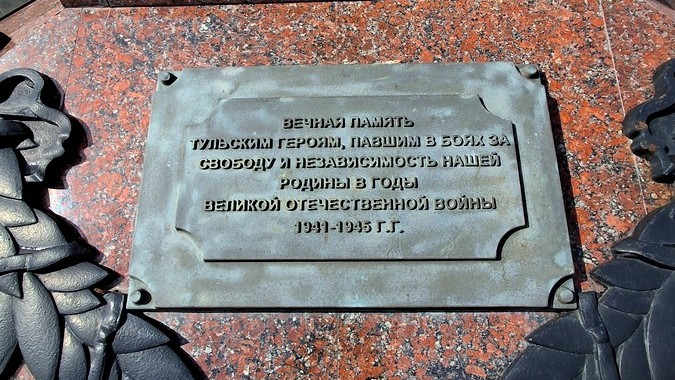 ВЕЧНАЯ ПАМЯТЬ
ТУЛЬСКИМ ГЕРОЯМ, ПАВШИМ В БОЯХ ЗА
СВОБОДУ И НЕЗАВИСИМОСТЬ НАШЕЙ
РОДИНЫ В ГОДЫ
ВЕЛИКОЙ ОТЕЧЕСТВЕННОЙ ВОЙНЫ
1941-1945 Г.Г.